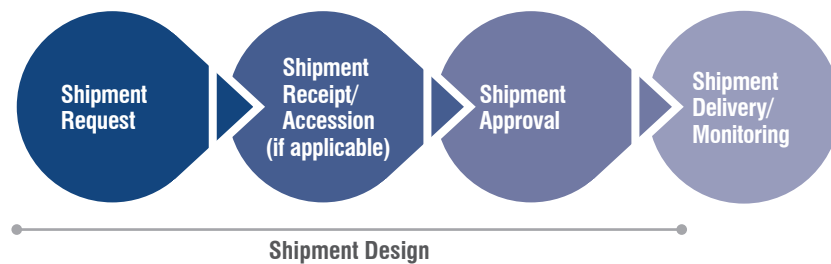 Shipment
Request
Shipment
Receipt/
Accession
(if applicable)
Shipment
Approval
Shipment
Delivery/
Monitoring
Shipment Design